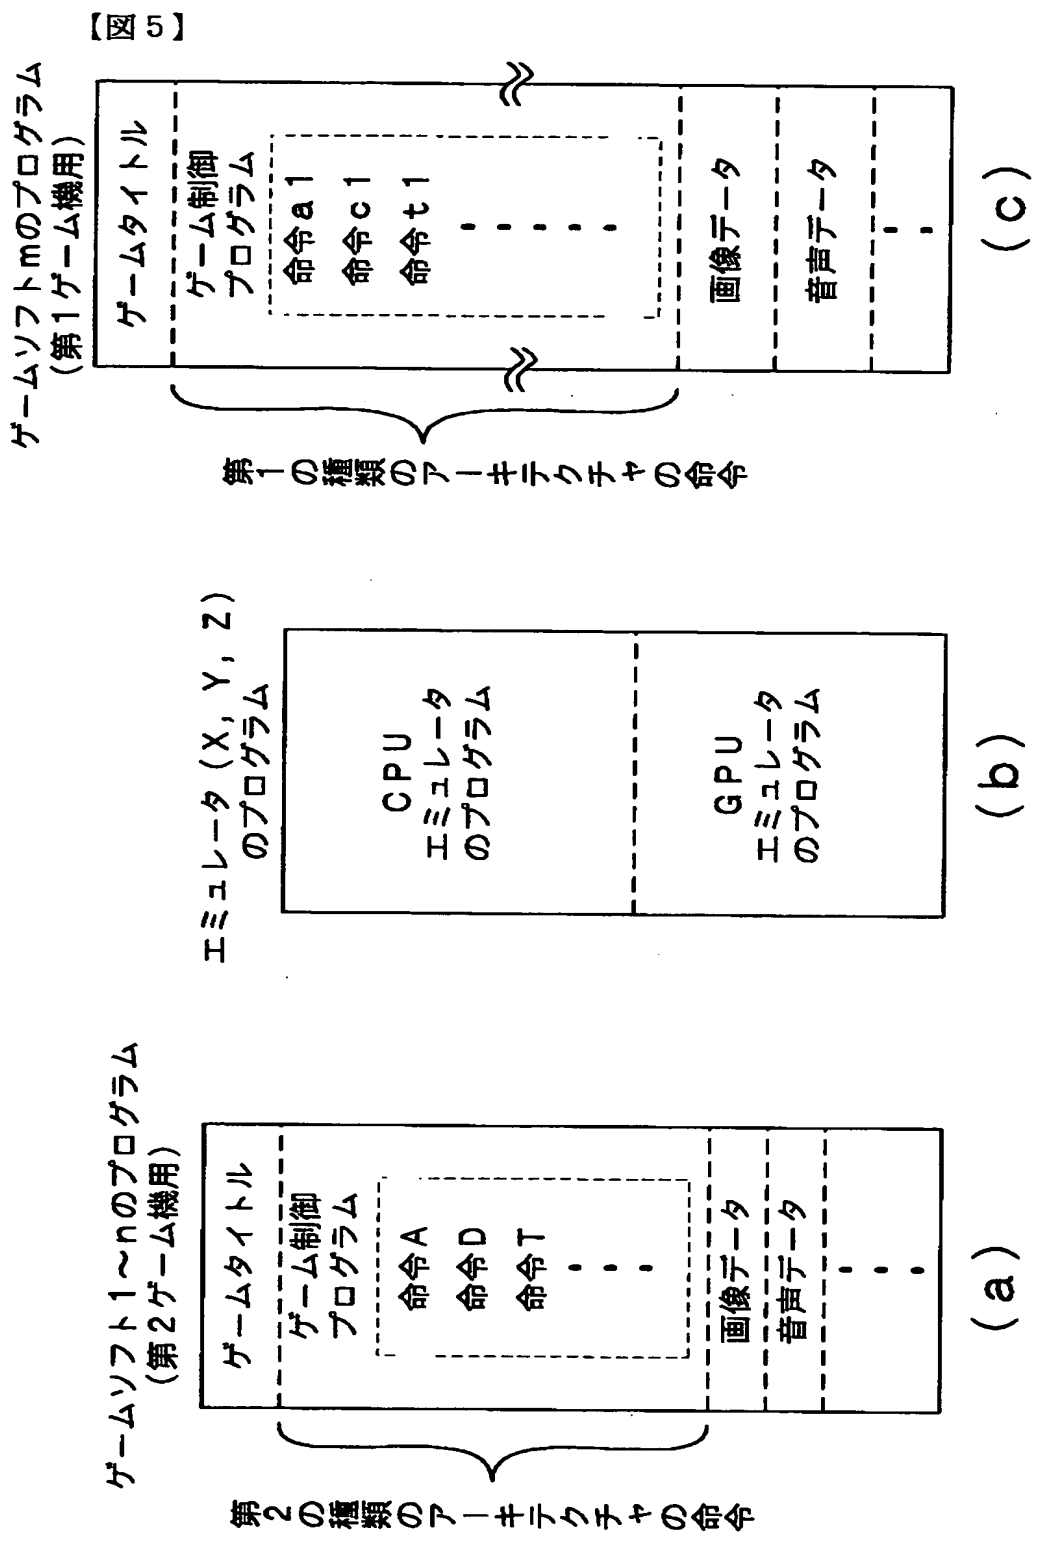 【図5】
ゲームソフト1～nのプログラム
(第2ゲーム機用)
ゲームタイトル
ゲーム制御
プログラム
命令A
命令D
命令T
画像データ
音声データ
第2の種類のアーキテクチャの命令
(a)
エミュレータ(X, Y, Z)
のプログラム
CPU
エミュレータ
のプログラム
GPU
エミュレータ
のプログラム
(b)
ゲームソフトmのプログラム
(第1ゲーム機用)
ゲームタイトル
ゲーム制御
プログラム
命令a1
命令c1
命令t1
画像データ
音声データ
第1の種類のアーキテクチャの命令
(c)